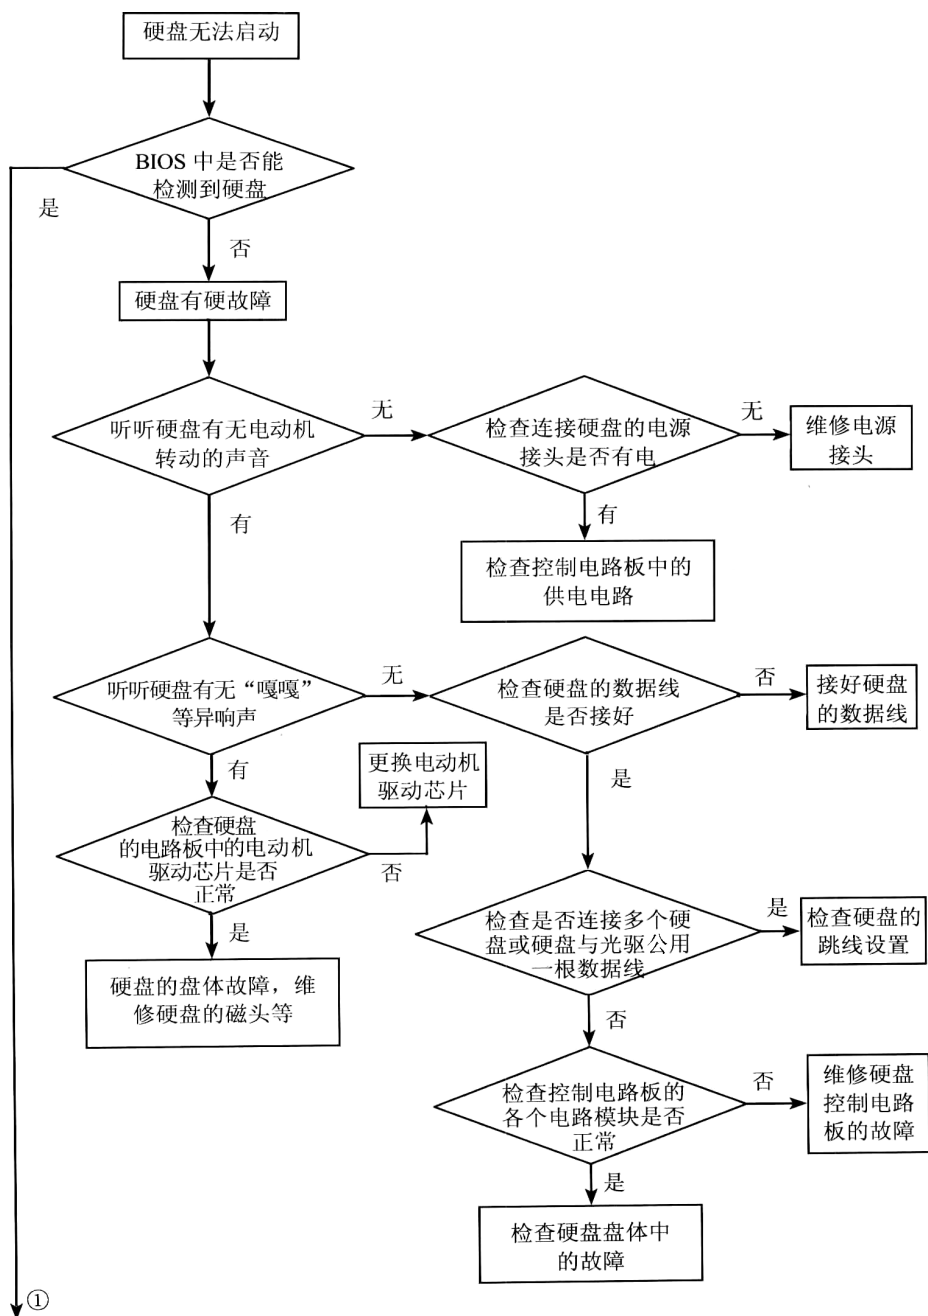 硬盘无法启动
BIOS 中是否能
检测到硬盘
是
否
硬盘有硬故障
听听硬盘有无电动机
转动的声音
无
检查连接硬盘的电源
接头是否有电
无
维修电源
接头
有
有
检查控制电路板中的
供电电路
听听硬盘有无“嘎嘎”
等异响声
无
检查硬盘的数据线
是否接好
否
接好硬盘
的数据线
有
更换电动机
驱动芯片
是
检查硬盘
的电路板中的电动机
驱动芯片是否
正常
否
是
检查是否连接多个硬
盘或硬盘与光驱公用
一根数据线
是
检查硬盘的
跳线设置
硬盘的盘体故障，维
修硬盘的磁头等
否
检查控制电路板的
各个电路模块是否
正常
否
维修硬盘
控制电路
板的故障
是
检查硬盘盘体中
的故障
①